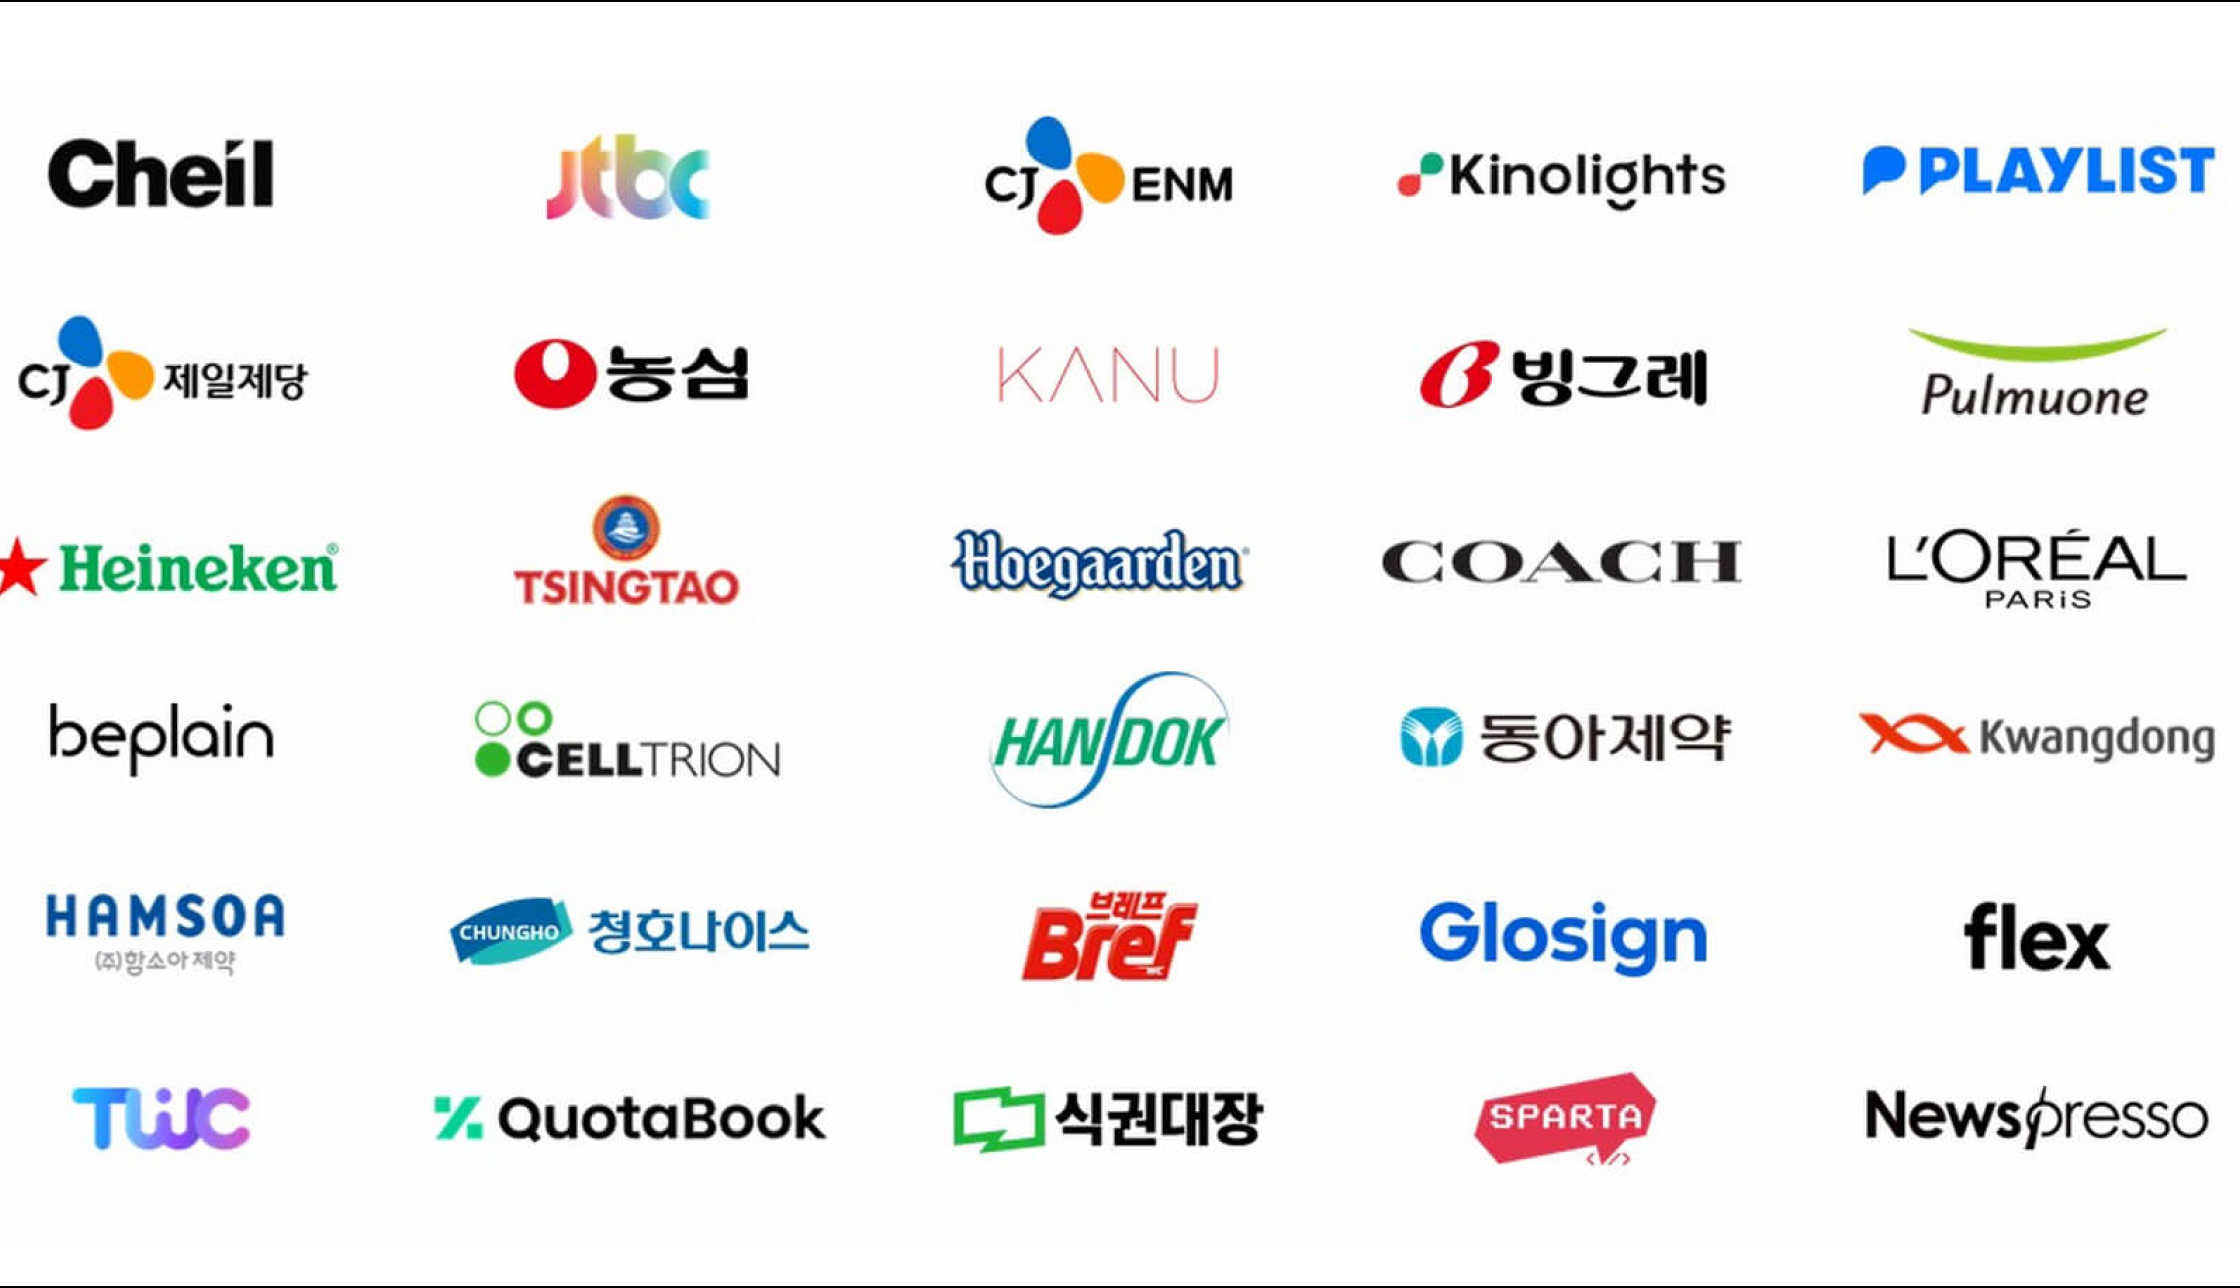 Cheil
jtbc
CJ ENM
Kinolights
PLAYLIST
CJ 제일제당
농심
KANU
빙그레
Pulmuone
Heineken®
TSINGTAO
Hoegaarden
COACH
L'ORÉAL
PARiS
beplain
CELLTRION
HANDOK
동아제약
Kwangdong
HAMSOA
(주)함소아 제약
CHUNGHO 청호나이스
브레프
Bref
Glosign
flex
TWC
QuotaBook
식권대장
SPARTA
</>
Newspresso